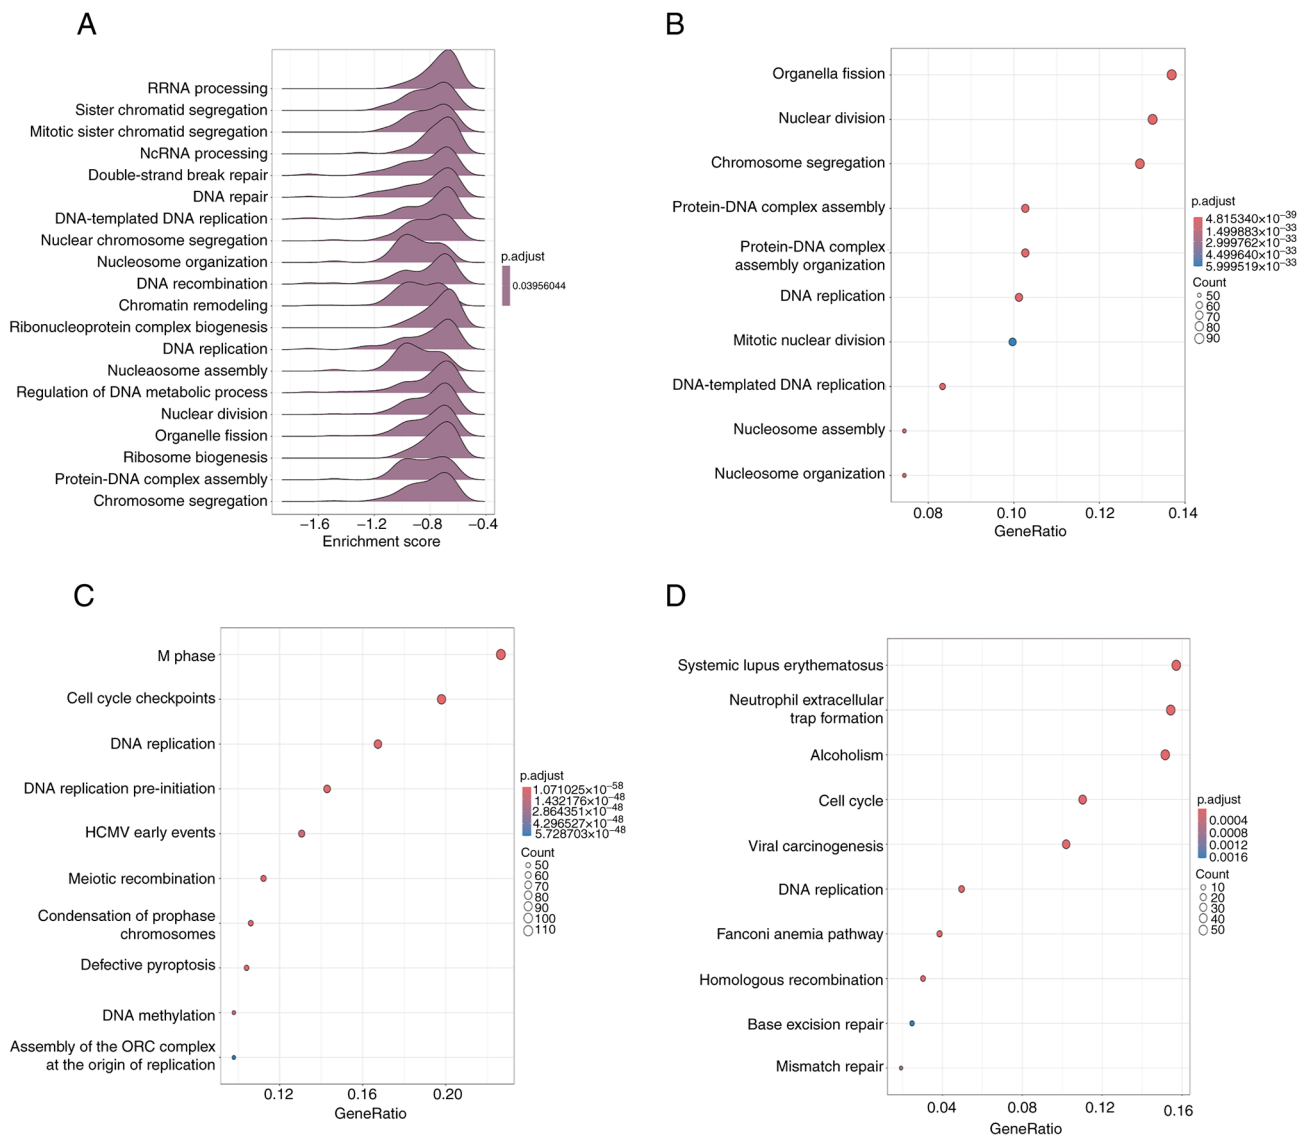 A
RRNA processing
Sister chromatid segregation
Mitotic sister chromatid segregation
NcRNA processing
Double-strand break repair
DNA repair
DNA-templated DNA replication
Nuclear chromosome segregation
Nucleosome organization
DNA recombination
Chromatin remodeling
Ribonucleoprotein complex biogenesis
DNA replication
Nucleaosome assembly
Regulation of DNA metabolic process
Nuclear division
Organelle fission
Ribosome biogenesis
Protein-DNA complex assembly
Chromosome segregation
−1.6 −1.2 −0.8 −0.4
Enrichment score
p.adjust
0.03956044
B
Organella fission
Nuclear division
Chromosome segregation
Protein-DNA complex assembly
Protein-DNA complex
assembly organization
DNA replication
Mitotic nuclear division
DNA-templated DNA replication
Nucleosome assembly
Nucleosome organization
0.08 0.10 0.12 0.14
GeneRatio
p.adjust
4.815340×10−39
1.499883×10−33
2.999762×10−33
4.499640×10−33
5.999519×10−33
Count
50
60
70
80
90
C
M phase
Cell cycle checkpoints
DNA replication
DNA replication pre-initiation
HCMV early events
Meiotic recombination
Condensation of prophase
chromosomes
Defective pyroptosis
DNA methylation
Assembly of the ORC complex
at the origin of replication
0.12 0.16 0.20
GeneRatio
p.adjust
1.071025×10−58
1.432176×10−48
2.864351×10−48
4.296527×10−48
5.728703×10−48
Count
50
60
70
80
90
100
110
D
Systemic lupus erythematosus
Neutrophil extracellular
trap formation
Alcoholism
Cell cycle
Viral carcinogenesis
DNA replication
Fanconi anemia pathway
Homologous recombination
Base excision repair
Mismatch repair
0.04 0.08 0.12 0.16
GeneRatio
p.adjust
0.0004
0.0008
0.0012
0.0016
Count
10
20
30
40
50